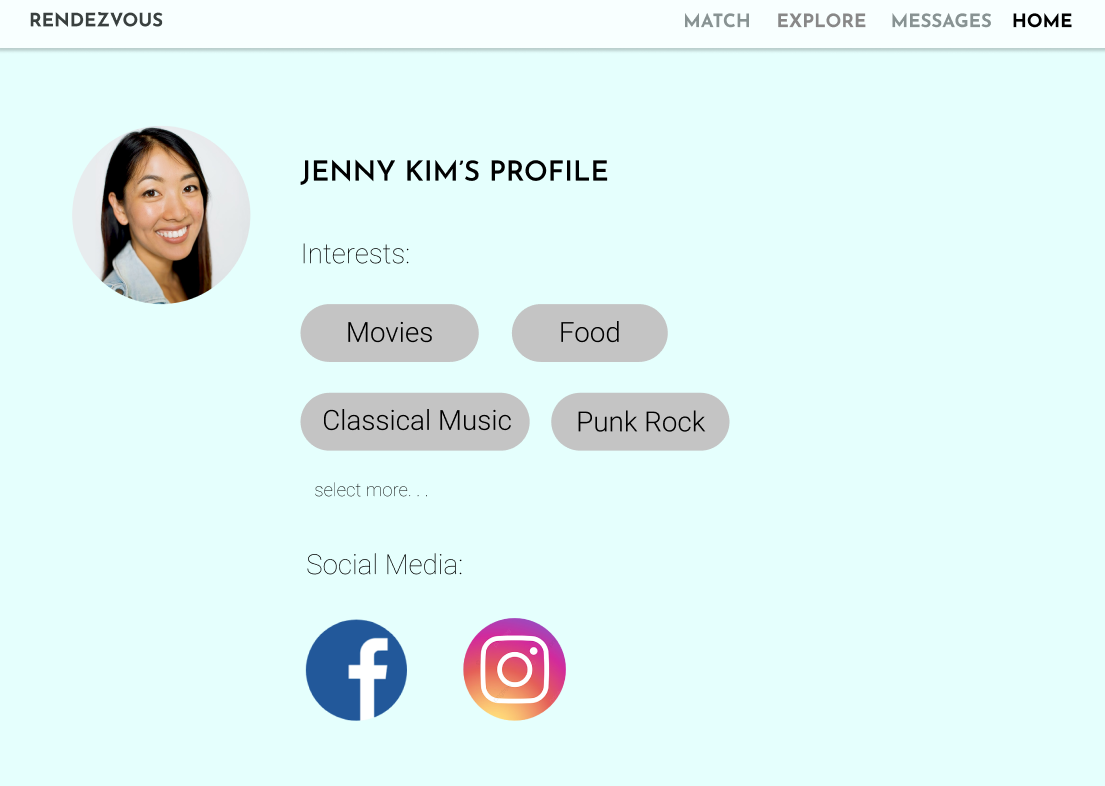 RENDEZVOUS MATCH EXPLORE MESSAGES HOME
JENNY KIM’S PROFILE
Interests:
Movies Food
Classical Music Punk Rock
select more. . .
Social Media:
f